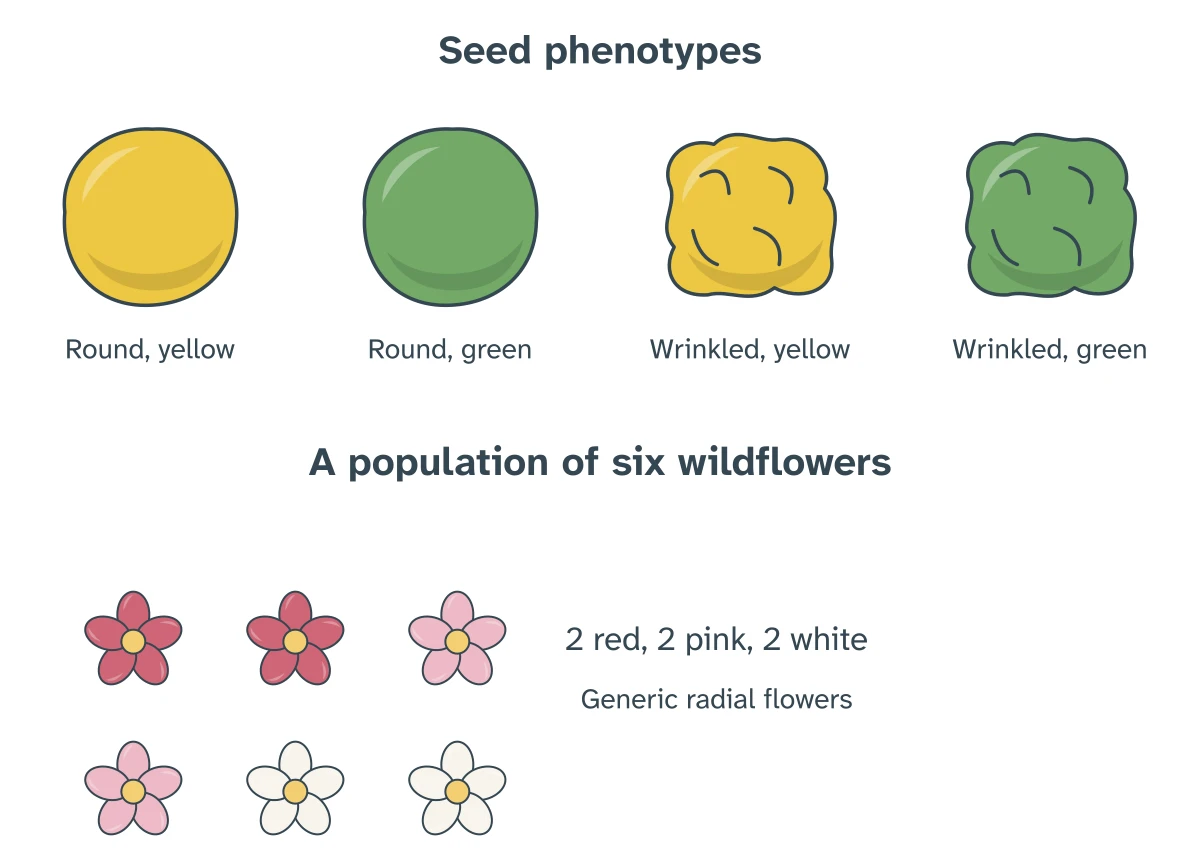 Seed phenotypes
Round, yellow
Round, green
Wrinkled, yellow
Wrinkled, green
A population of six wildflowers
2 red, 2 pink, 2 white
Generic radial flowers